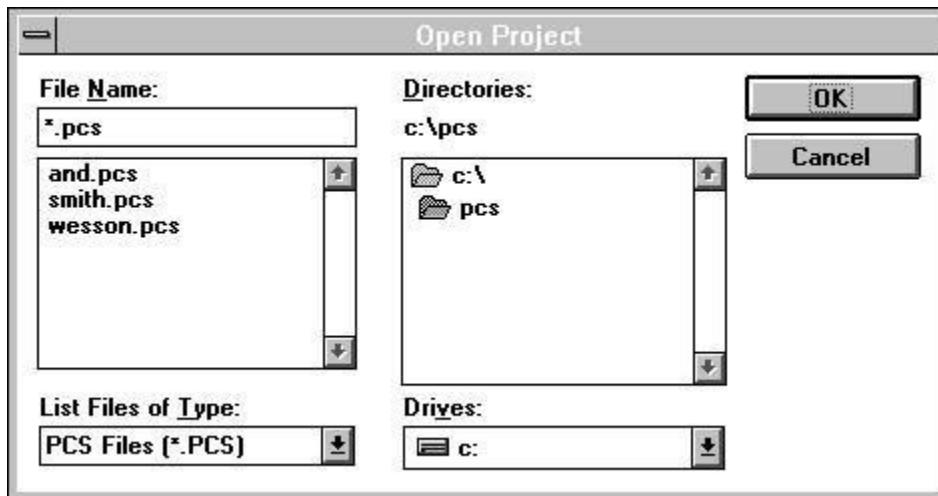 Open Project
File Name:
*.pcs
and.pcs
smith.pcs
wesson.pcs
List Files of Type:
PCS Files (*.PCS)
Directories:
c:\pcs
c:\
pcs
Drives:
c:
OK
Cancel